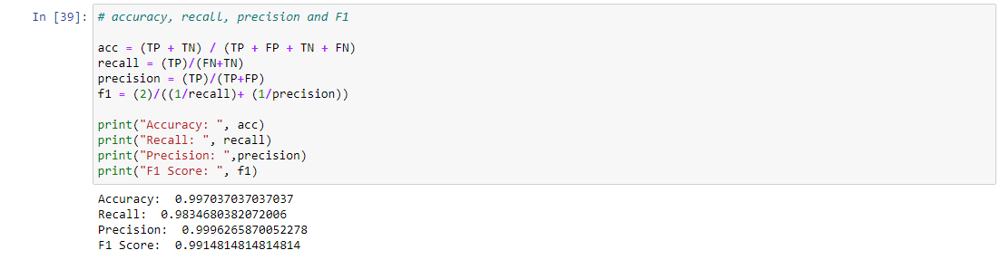 In [39]: # accuracy, recall, precision and F1
acc = (TP + TN) / (TP + FP + TN + FN)
recall = (TP)/(FN+TN)
precision = (TP)/(TP+FP)
f1 = (2)/((1/recall)+ (1/precision))
print("Accuracy: ", acc)
print("Recall: ", recall)
print("Precision: ",precision)
print("F1 Score: ", f1)
Accuracy:  0.997037037037037
Recall:  0.9834680382072006
Precision:  0.9996265870052278
F1 Score:  0.9914814814814814